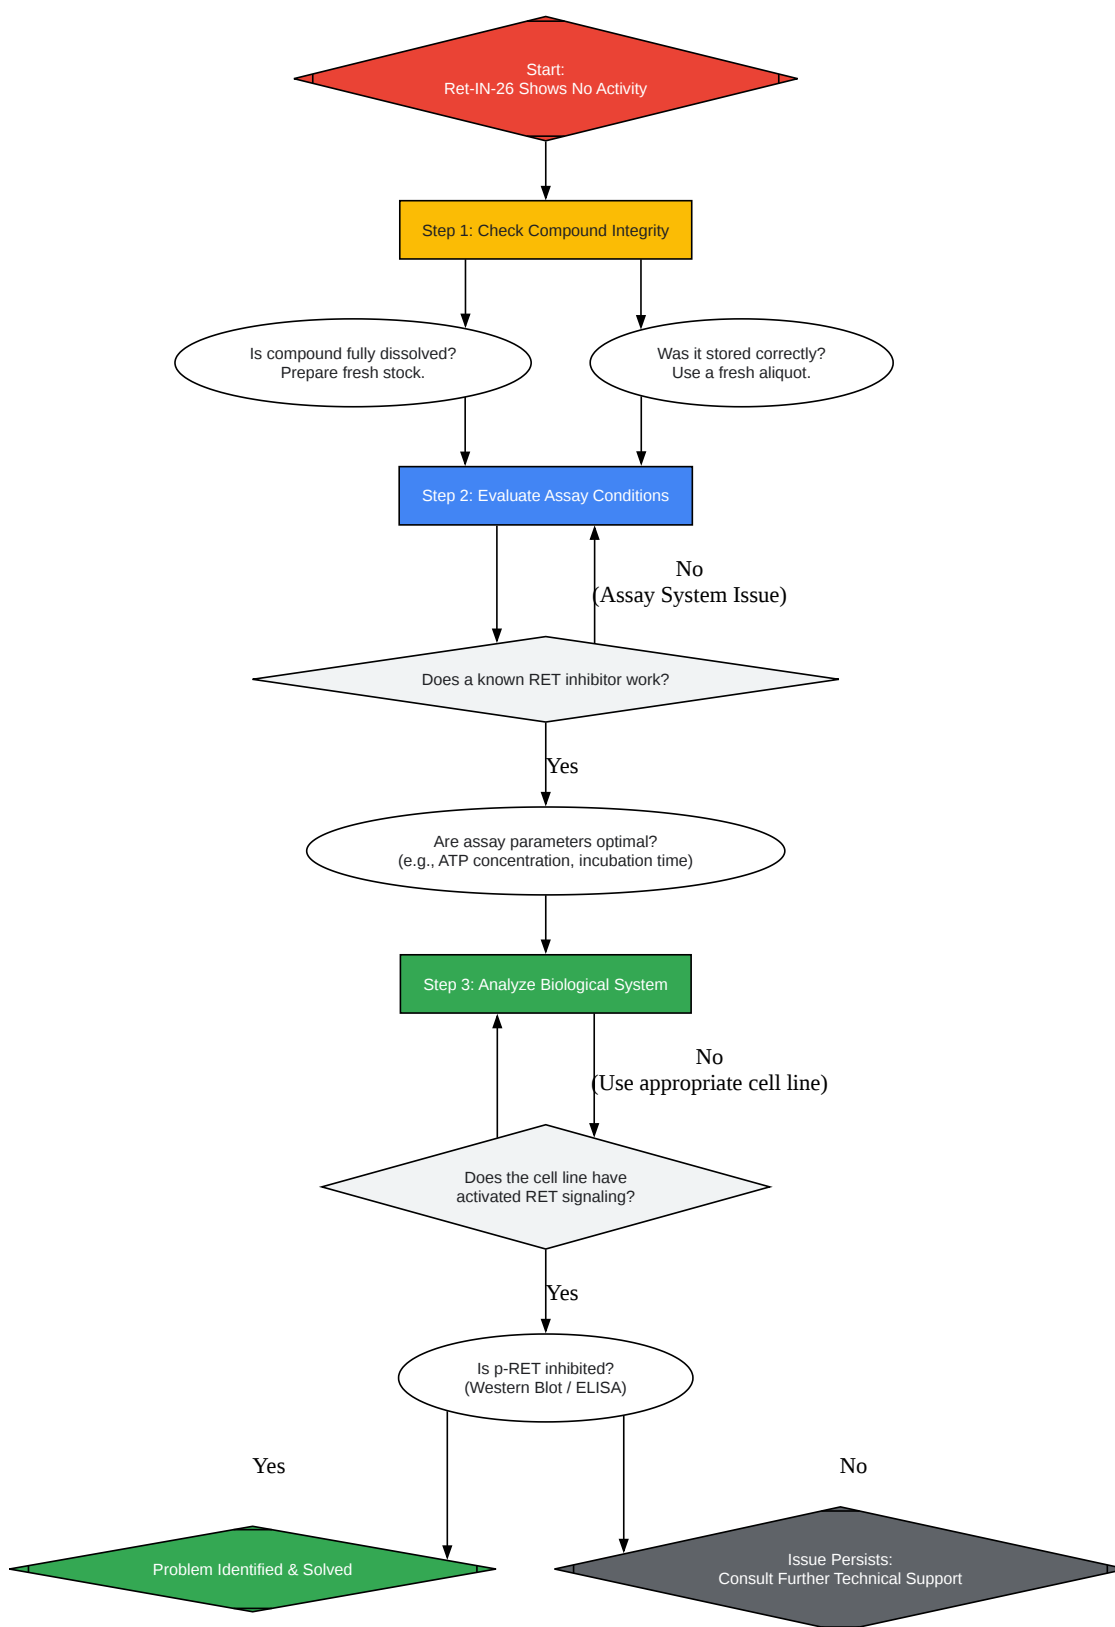 Start:
Ret-IN-26 Shows No Activity
Step 1: Check Compound Integrity
Is compound fully dissolved?
Prepare fresh stock.
Was it stored correctly?
Use a fresh aliquot.
Step 2: Evaluate Assay Conditions
No
(Assay System Issue)
Does a known RET inhibitor work?
Yes
Are assay parameters optimal?
(e.g., ATP concentration, incubation time)
Step 3: Analyze Biological System
No
(Use appropriate cell line)
Does the cell line have
activated RET signaling?
Yes
Is p-RET inhibited?
(Western Blot / ELISA)
Yes
No
Problem Identified & Solved
Issue Persists:
Consult Further Technical Support